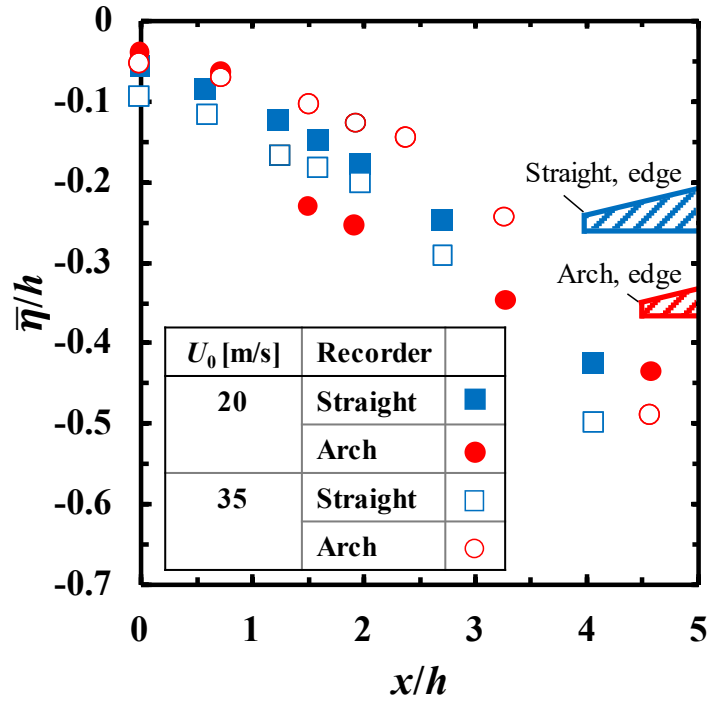 0
-0.1
-0.2
-0.3
-0.4
-0.5
-0.6
-0.7
η̅/h
Straight, edge
Arch, edge
U₀ [m/s] Recorder
20 Straight
Arch
35 Straight
Arch
0 1 2 3 4 5
x/h